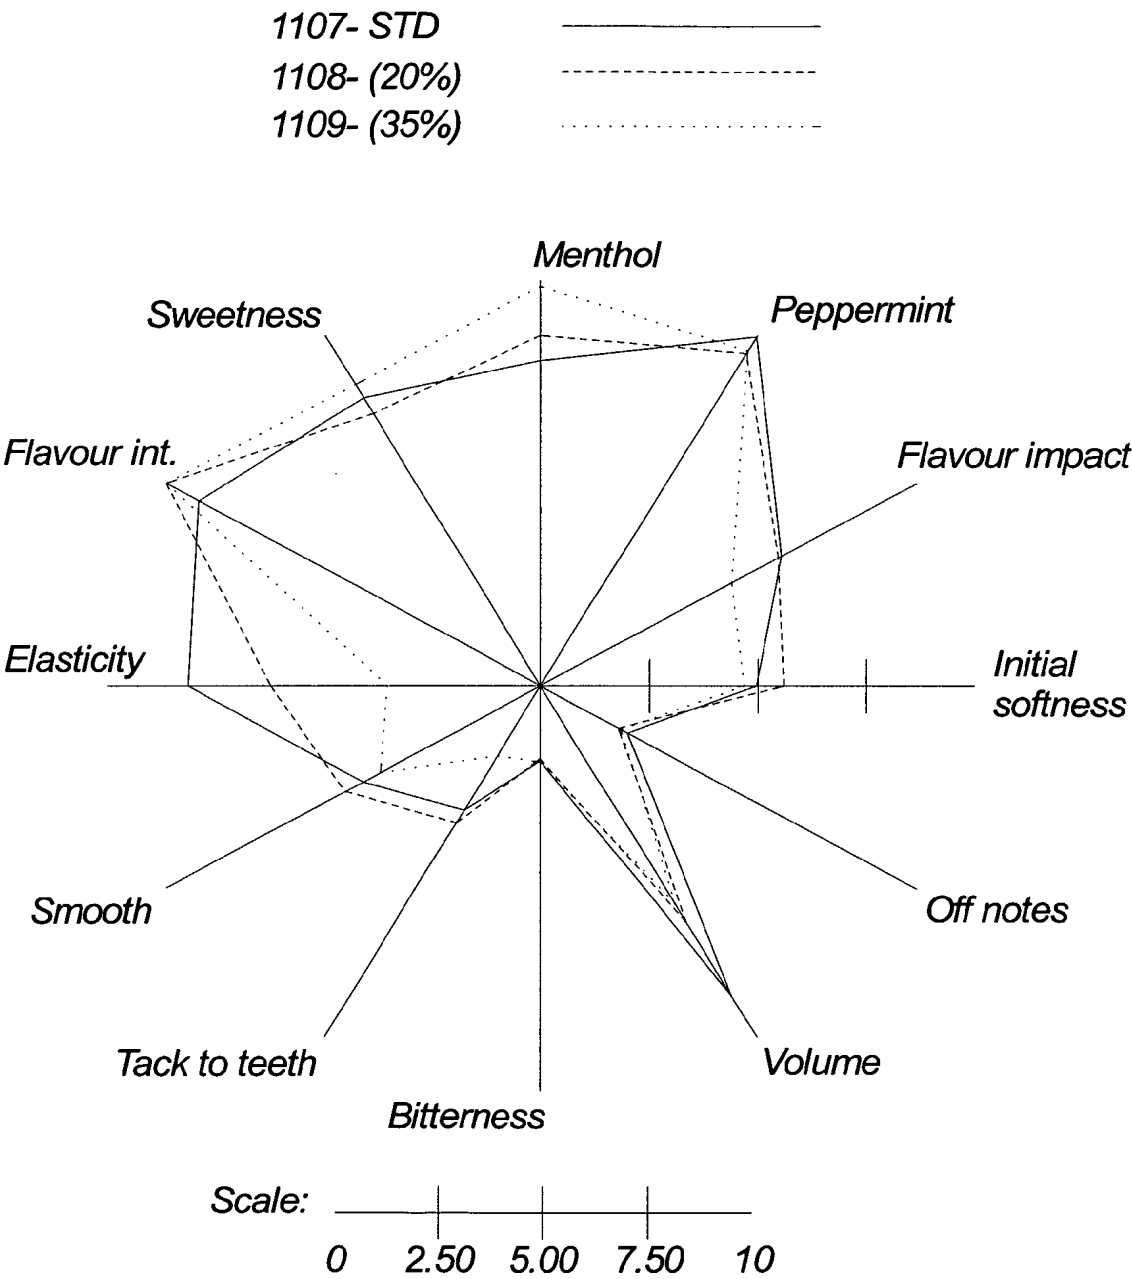 1107- STD
1108- (20%)
1109- (35%)
Menthol
Peppermint
Sweetness
Flavour int.
Flavour impact
Elasticity
Initial
softness
Smooth
Off notes
Tack to teeth
Volume
Bitterness
Scale:
0 2.50 5.00 7.50 10